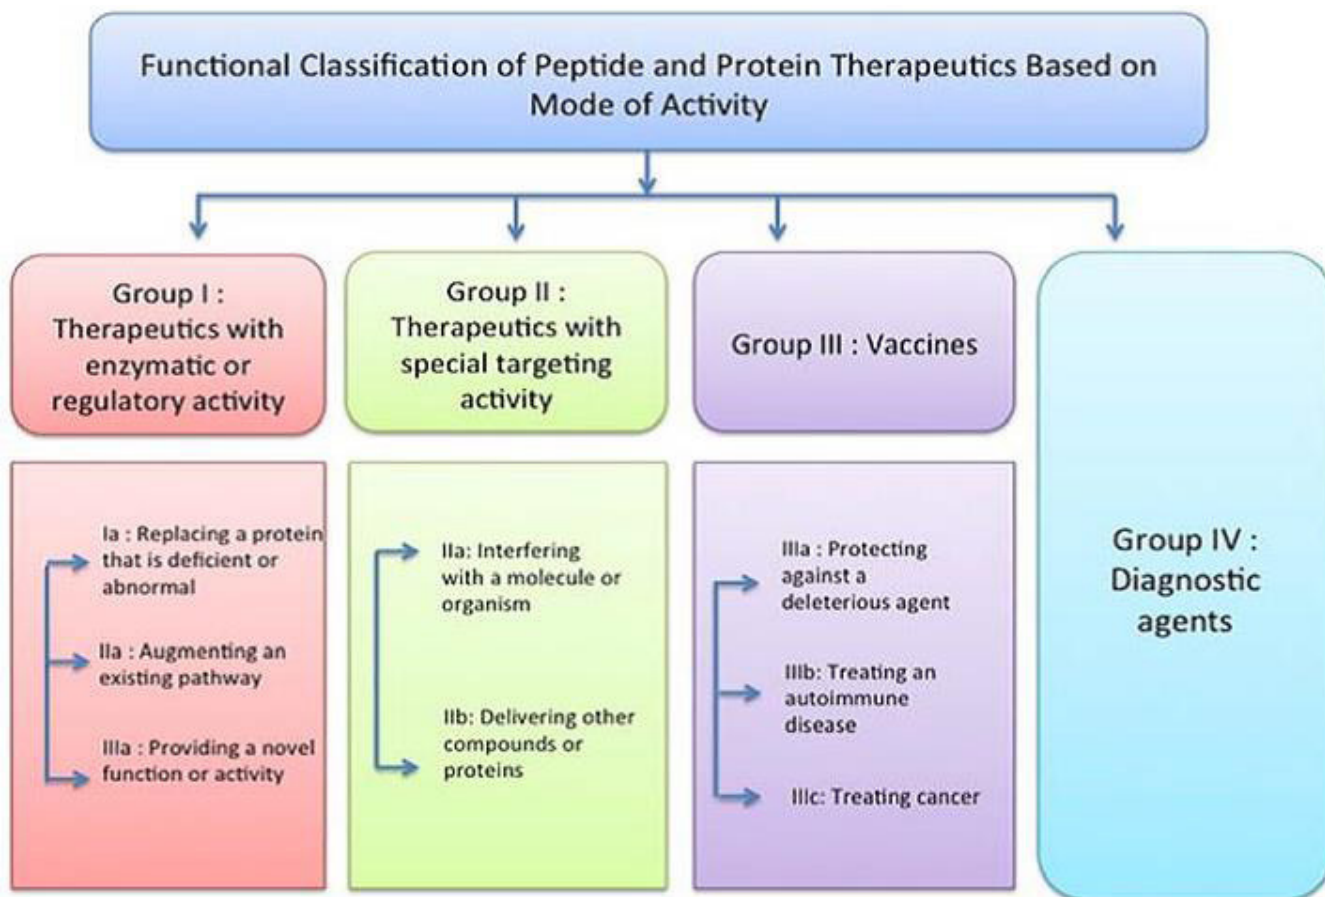 Functional Classification of Peptide and Protein Therapeutics Based on
Mode of Activity
Group I :
Therapeutics with
enzymatic or
regulatory activity
Ia : Replacing a protein
that is deficient or
abnormal
IIa : Augmenting an
existing pathway
IIIa : Providing a novel
function or activity
Group II :
Therapeutics with
special targeting
activity
IIa: Interfering
with a molecule or
organism
IIb: Delivering other
compounds or
proteins
Group III : Vaccines
IIIa : Protecting
against a
deleterious agent
IIIb: Treating an
autoimmune
disease
IIIc: Treating cancer
Group IV :
Diagnostic
agents